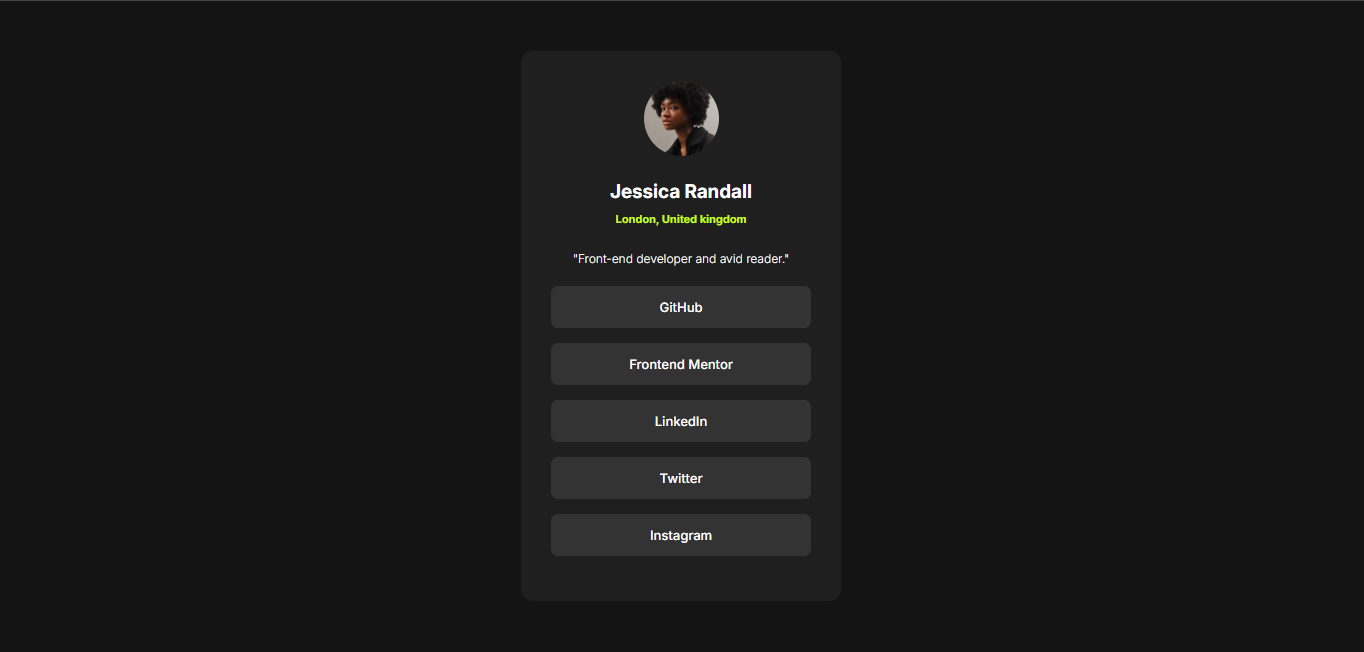 Jessica Randall
London, United kingdom
"Front-end developer and avid reader."
GitHub
Frontend Mentor
LinkedIn
Twitter
Instagram